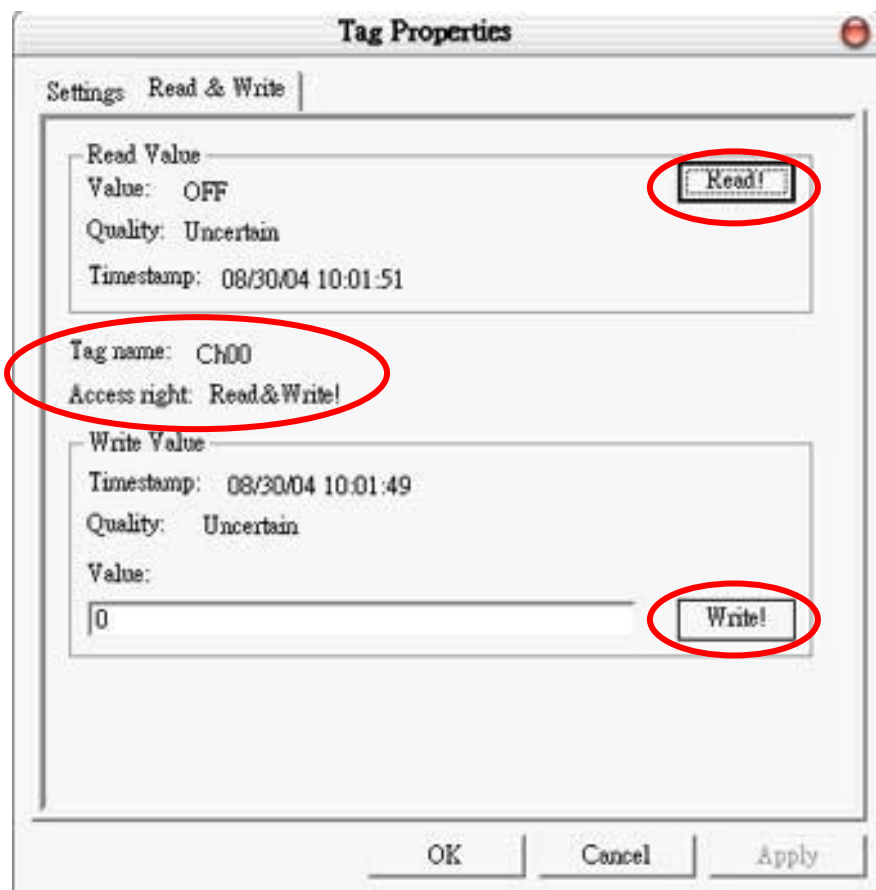 Tag Properties
Settings Read & Write
Read Value
Read!
Value: OFF
Quality: Uncertain
Timestamp: 08/30/04 10:01:51
Tag name: Ch00
Access right: Read&Write!
Write Value
Timestamp: 08/30/04 10:01:49
Quality: Uncertain
Value:
0 Write!
OK Cancel Apply